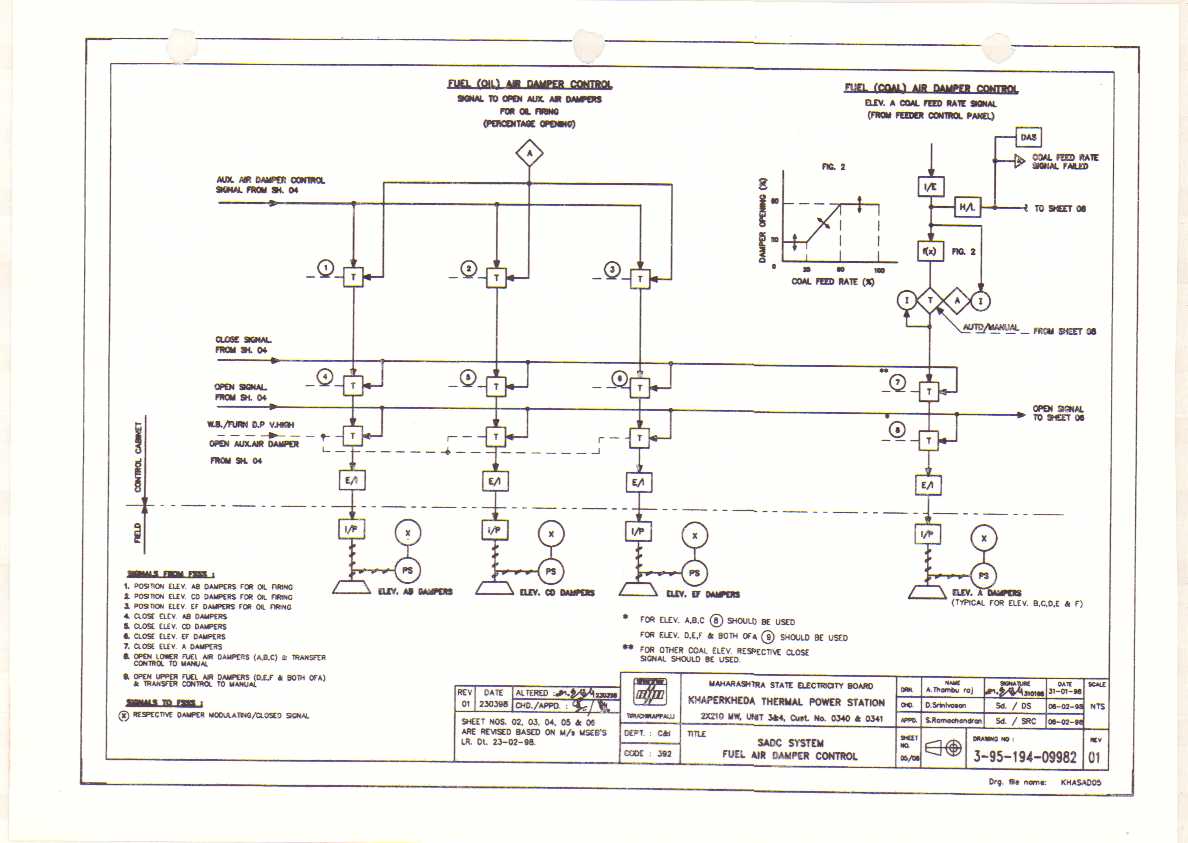 FUEL (OIL) AIR DAMPER CONTROL
SIGNAL TO OPEN AUX. AIR DAMPERS
FOR OIL FIRING
(PERCENTAGE OPENING)
A
FUEL (COAL) AIR DAMPER CONTROL
ELEV. A COAL FEED RATE SIGNAL
(FROM FEEDER CONTROL PANEL)
DAS
COAL FEED RATE
SIGNAL FAILED
I/E
H/L
TO SHEET 06
f(x)
FIG. 2
I
T
A
I
AUTO/MANUAL
FROM SHEET 06
FIG. 2
DAMPER OPENING (%)
0
100
COAL FEED RATE (%)
AUX. AIR DAMPER CONTROL
SIGNAL FROM SH. 04
1
T
2
T
3
T
CLOSE SIGNAL
FROM SH. 04
4
T
5
T
6
T
**
7
T
OPEN SIGNAL
FROM SH. 04
OPEN SIGNAL
TO SHEET 06
W.B./FURN D.P V.HIGH
OPEN AUX.AIR DAMPER
FROM SH. 04
T
T
T
*
8
T
CONTROL CABINET
FIELD
E/I
E/I
E/I
E/I
I/P
X
PS
ELEV. AB DAMPERS
I/P
X
PS
ELEV. CD DAMPERS
I/P
X
PS
ELEV. EF DAMPERS
I/P
X
PS
ELEV. A DAMPERS
(TYPICAL FOR ELEV. B,C,D,E & F)
SIGNALS FROM FSSS :
1. POSITION ELEV. AB DAMPERS FOR OIL FIRING
2. POSITION ELEV. CD DAMPERS FOR OIL FIRING
3. POSITION ELEV. EF DAMPERS FOR OIL FIRING
4. CLOSE ELEV. AB DAMPERS
5. CLOSE ELEV. CD DAMPERS
6. CLOSE ELEV. EF DAMPERS
7. CLOSE ELEV. A DAMPERS
8. OPEN LOWER FUEL AIR DAMPERS (A,B,C) & TRANSFER
CONTROL TO MANUAL
9. OPEN UPPER FUEL AIR DAMPERS (D,E,F & BOTH OFA)
& TRANSFER CONTROL TO MANUAL
SIGNALS TO FSSS :
X RESPECTIVE DAMPER MODULATING/CLOSED SIGNAL
* FOR ELEV. A,B,C 8 SHOULD BE USED
FOR ELEV. D,E,F & BOTH OFA 9 SHOULD BE USED
** FOR OTHER COAL ELEV. RESPECTIVE CLOSE
SIGNAL SHOULD BE USED.
REV DATE ALTERED : 230398
01 230398 CHD./APPD. :
SHEET NOS. 02, 03, 04, 05 & 06
ARE REVISED BASED ON M/s MSEB'S
LR. Dt. 23-02-98.
TIRUCHIRAPPALLI
DEPT. : C&I
CODE : 392
MAHARASHTRA STATE ELECTRICITY BOARD
KHAPERKHEDA THERMAL POWER STATION
2X210 MW, UNIT 3&4, Cust. No. 0340 & 0341
TITLE
SADC SYSTEM
FUEL AIR DAMPER CONTROL
NAME SIGNATURE DATE SCALE
DRN. A.Thambu raj 310198 31-01-98
CHD. D.Srinivasan Sd. / DS 06-02-98 NTS
APPD. S.Ramachandran Sd. / SRC 06-02-98
SHEET NO. 05/06
DRAWING NO :
3-95-194-09982
REV
01
Drg. file name: KHASAD05